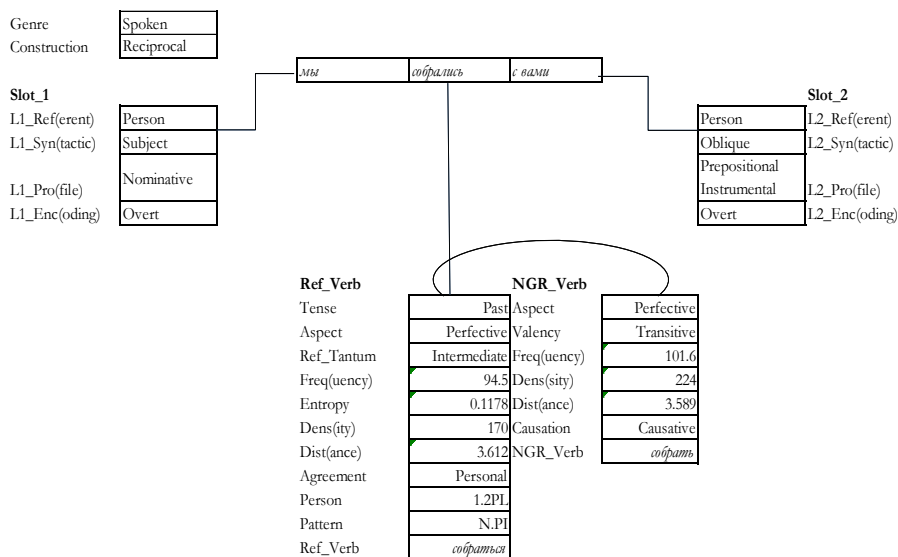 Genre Spoken
Construction Reciprocal
мы собрались с вами
Slot_1
L1_Ref(erent) Person
L1_Syn(tactic) Subject
Nominative
L1_Pro(file)
L1_Enc(oding) Overt
Slot_2
Person L2_Ref(erent)
Oblique L2_Syn(tactic)
Prepositional
Instrumental L2_Pro(file)
Overt L2_Enc(oding)
Ref_Verb NGR_Verb
Tense Past Aspect Perfective
Aspect Perfective Valency Transitive
Ref_Tantum Intermediate Freq(uency) 101.6
Freq(uency) 94.5 Dens(sity) 224
Entropy 0.1178 Dist(ance) 3.589
Dens(ity) 170 Causation Causative
Dist(ance) 3.612 NGR_Verb собрать
Agreement Personal
Person 1.2PL
Pattern N.PI
Ref_Verb собраться